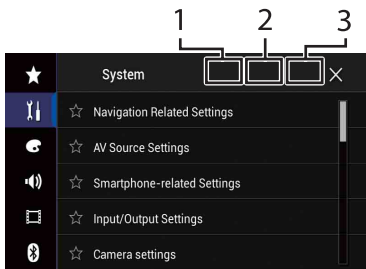 1 2 3
System
Navigation Related Settings
AV Source Settings
Smartphone-related Settings
Input/Output Settings
Camera settings